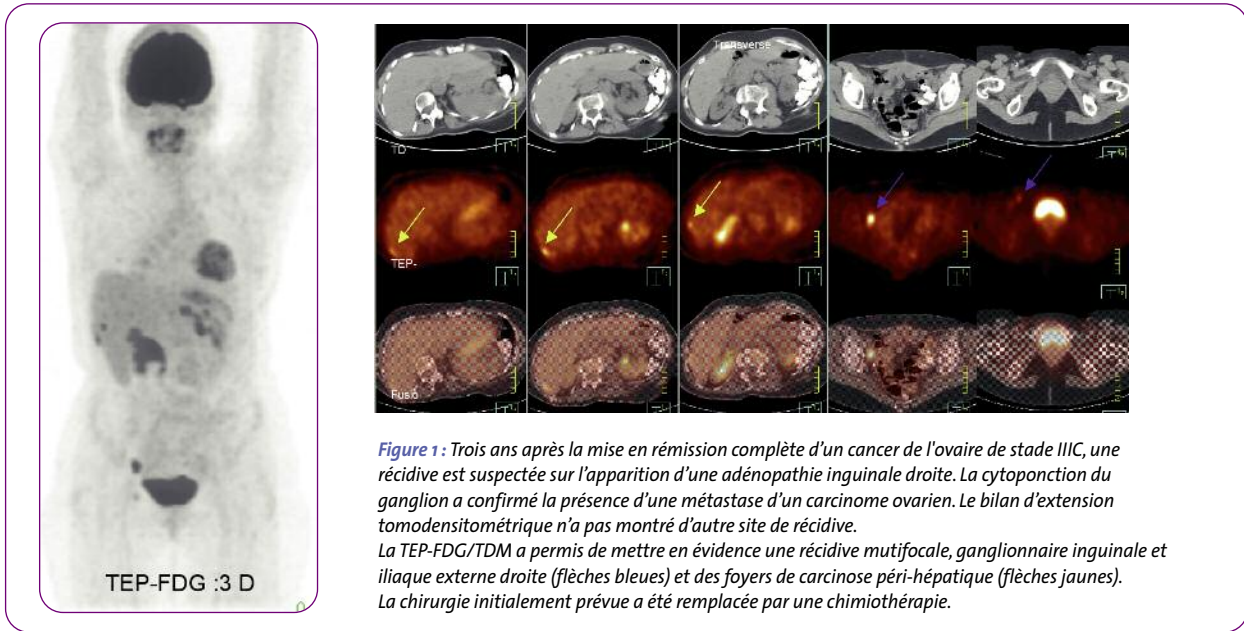 Transverse
TD
TEP-
Fusio
TEP-FDG :3 D
Figure 1 : Trois ans après la mise en rémission complète d’un cancer de l'ovaire de stade IIIC, une
récidive est suspectée sur l’apparition d’une adénopathie inguinale droite. La cytoponction du
ganglion a confirmé la présence d’une métastase d’un carcinome ovarien. Le bilan d’extension
tomodensitométrique n’a pas montré d’autre site de récidive.
La TEP-FDG/TDM a permis de mettre en évidence une récidive mutifocale, ganglionnaire inguinale et
iliaque externe droite (flèches bleues) et des foyers de carcinose péri-hépatique (flèches jaunes).
La chirurgie initialement prévue a été remplacée par une chimiothérapie.